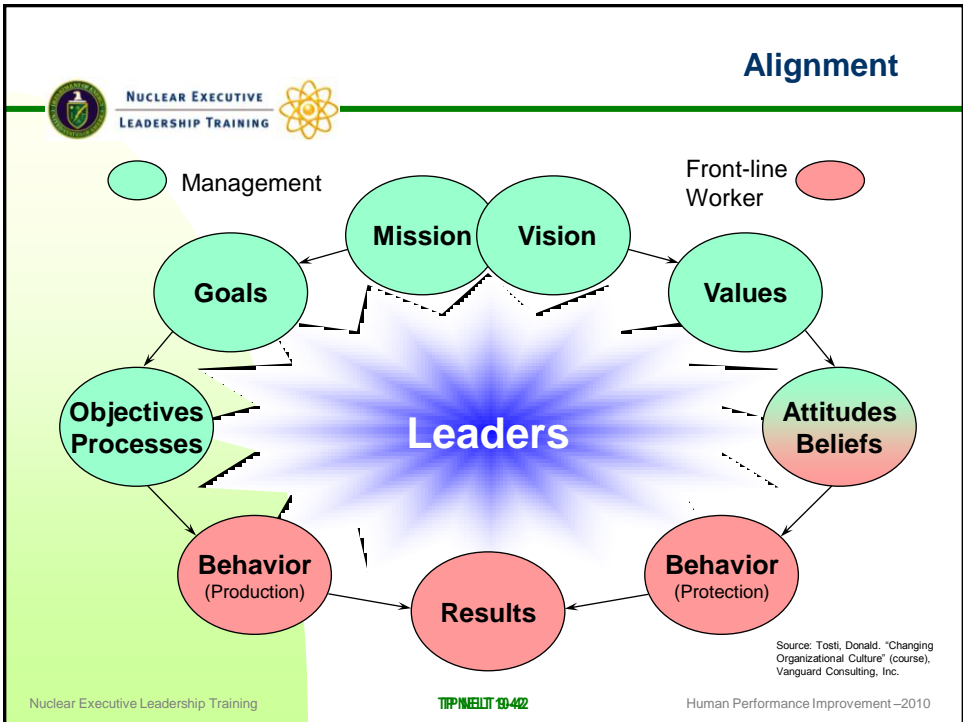 Alignment
NUCLEAR EXECUTIVE
LEADERSHIP TRAINING
Management
Front-line
Worker
Mission
Vision
Goals
Values
Objectives
Processes
Leaders
Attitudes
Beliefs
Behavior
(Production)
Results
Behavior
(Protection)
Source: Tosti, Donald. “Changing
Organizational Culture” (course),
Vanguard Consulting, Inc.
Nuclear Executive Leadership Training
Human Performance Improvement –2010